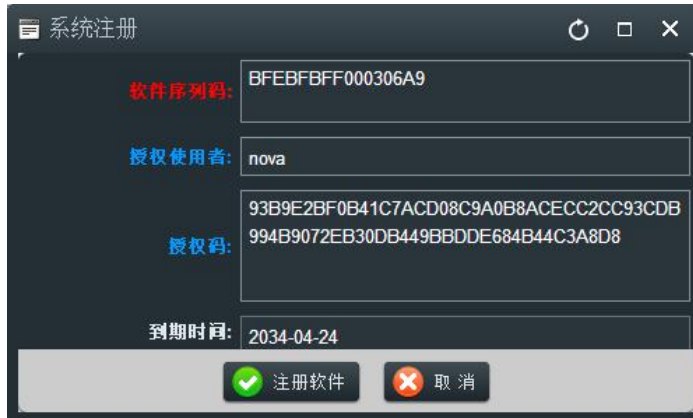 系统注册
软件序列码: BFEBFBFF000306A9
授权使用者: nova
授权码: 93B9E2BF0B41C7ACD08C9A0B8ACECC2CC93CDB
994B9072EB30DB449BBDDE684B44C3A8D8
到期时间: 2034-04-24
注册软件 取消